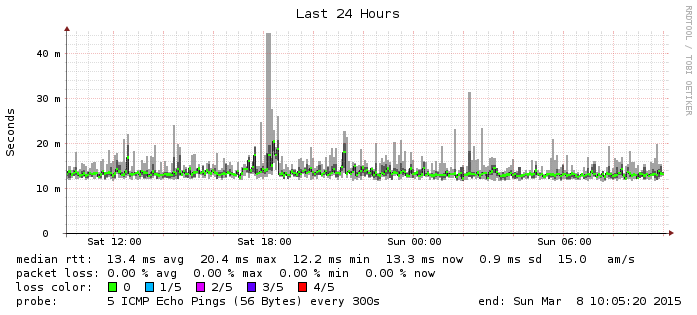 Last 24 Hours
RRDTOOL / TOBI OETIKER
Seconds
40 m
30 m
20 m
10 m
0
Sat 12:00 Sat 18:00 Sun 00:00 Sun 06:00
median rtt: 13.4 ms avg 20.4 ms max 12.2 ms min 13.3 ms now 0.9 ms sd 15.0 am/s
packet loss: 0.00 % avg 0.00 % max 0.00 % min 0.00 % now
loss color: 0 1/5 2/5 3/5 4/5
probe: 5 ICMP Echo Pings (56 Bytes) every 300s end: Sun Mar 8 10:05:20 2015